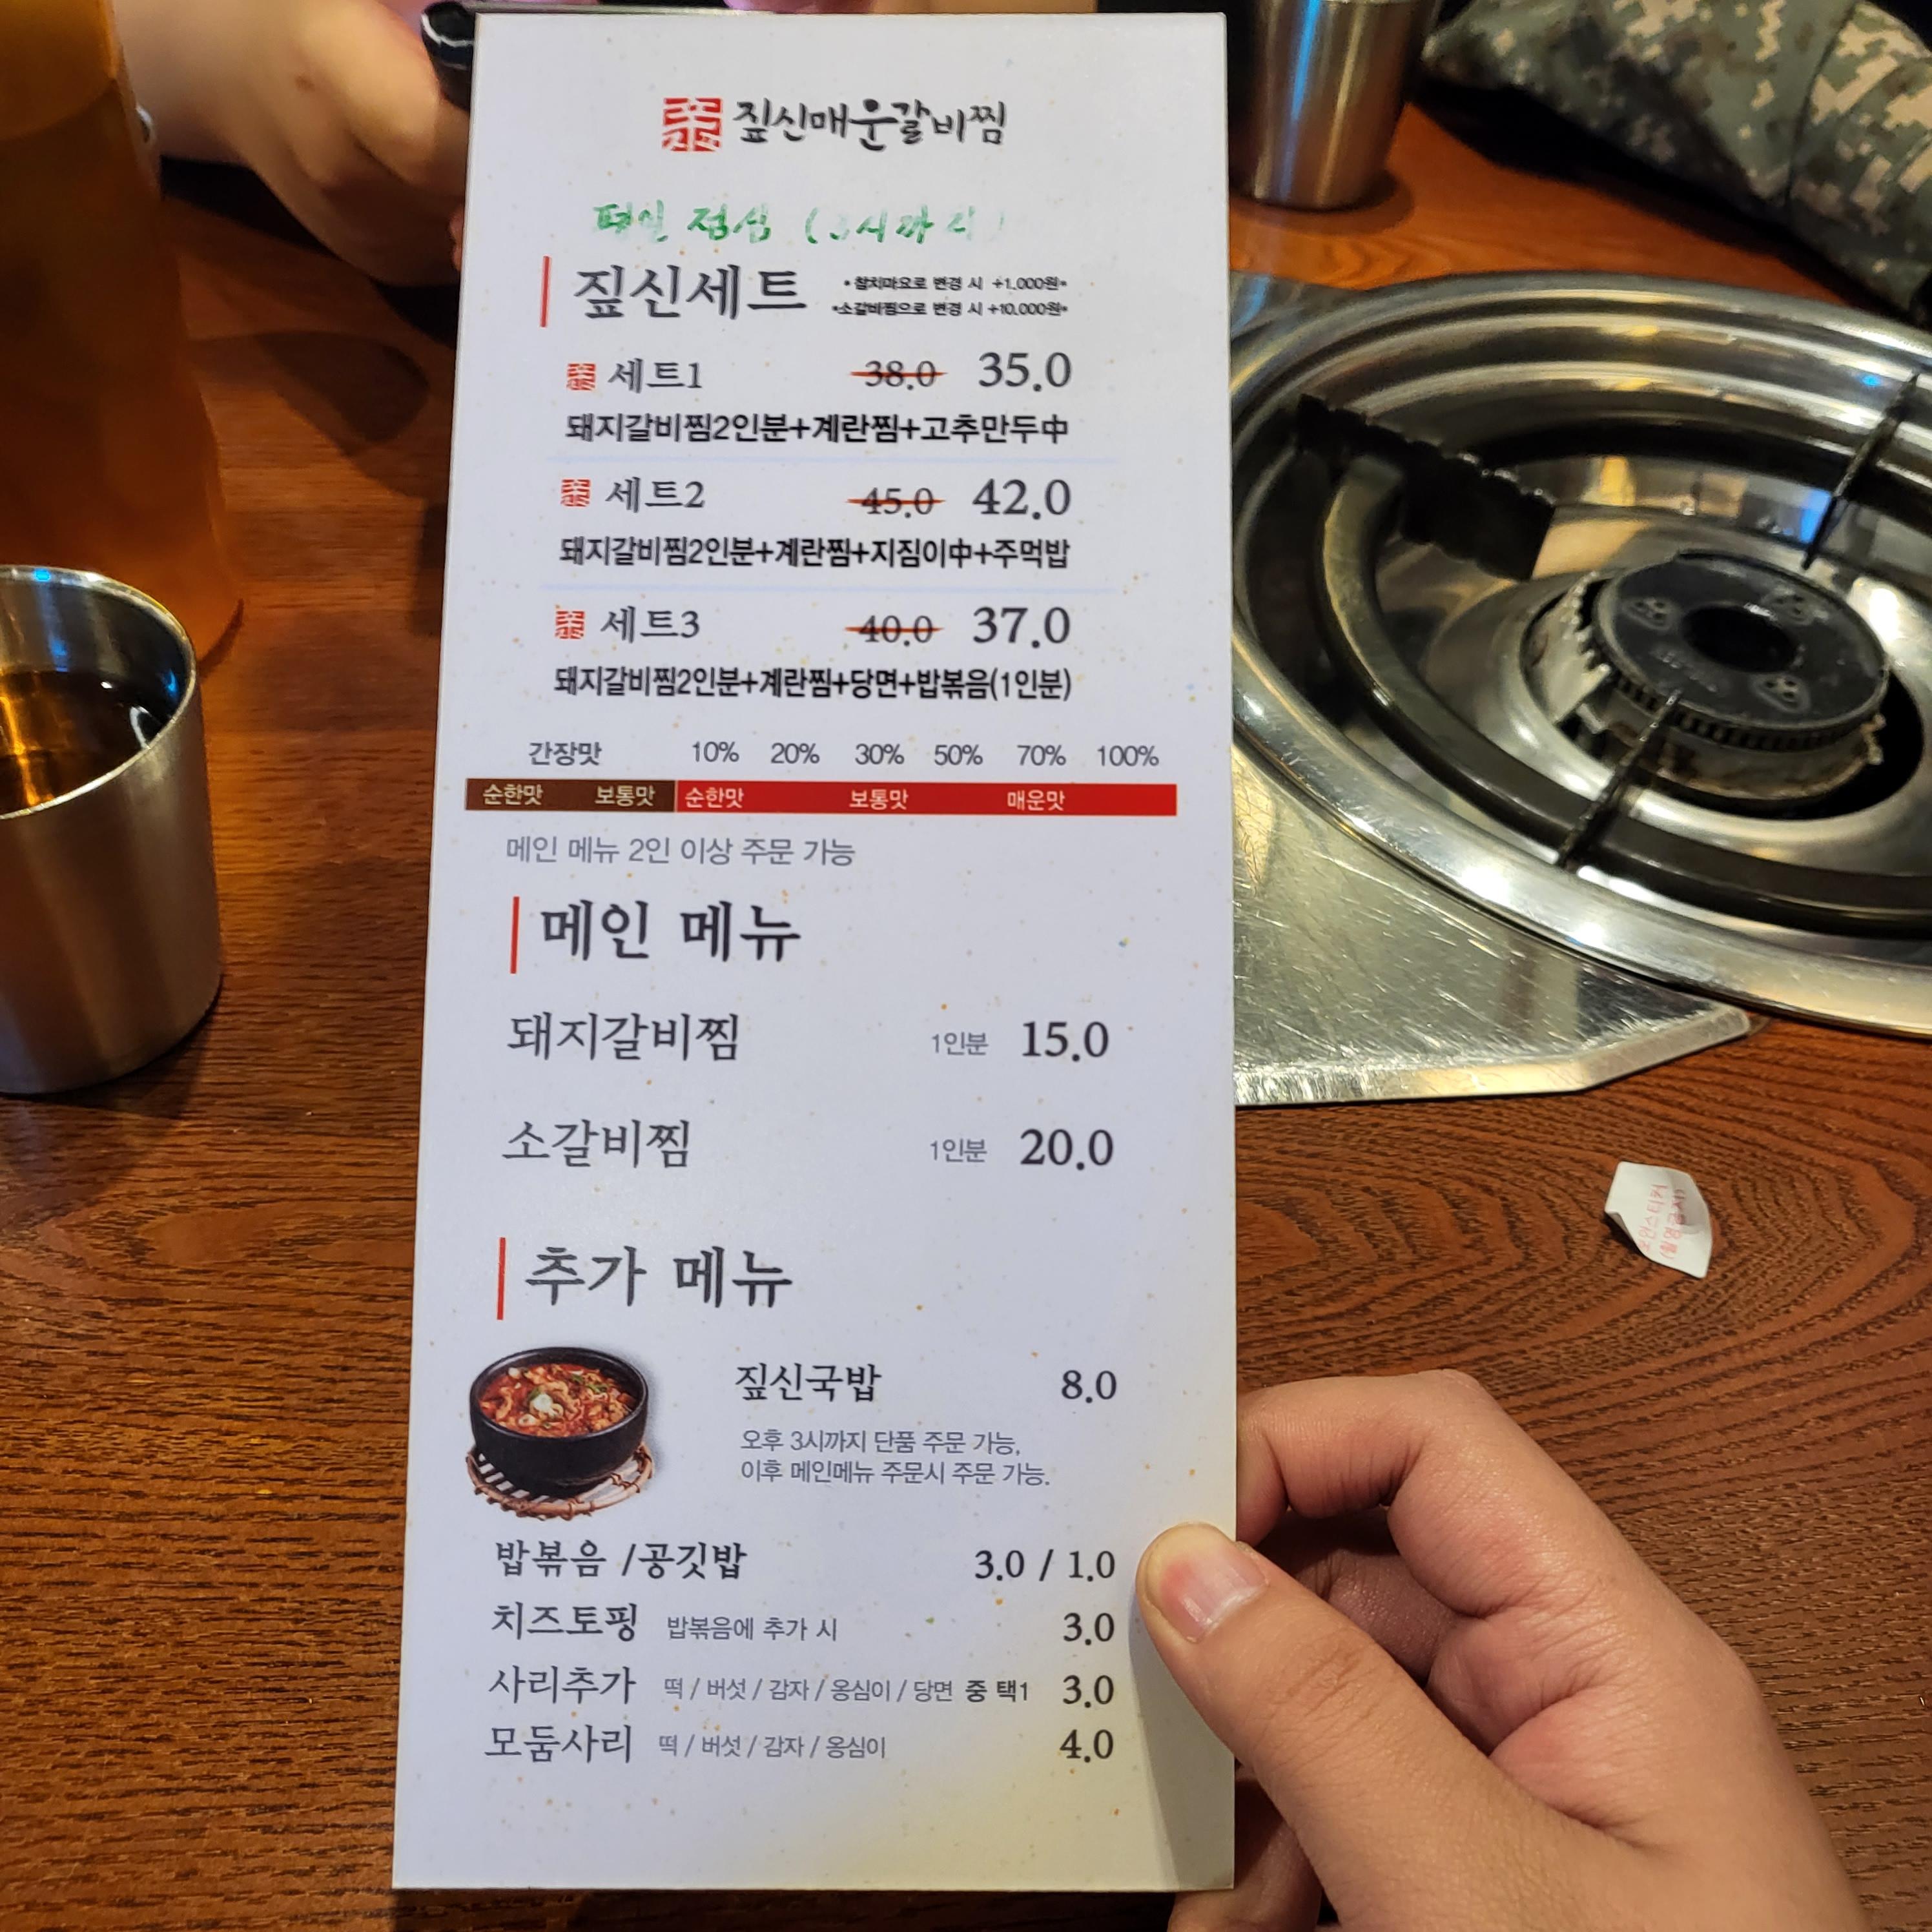 짚신매운갈비찜
평일 점심 (3시까지)
짚신세트
*참치마요로 변경 시 +1,000원*
*소갈비찜으로 변경 시 +10,000원*
세트1 38.0 35.0
돼지갈비찜2인분+계란찜+고추만두中
세트2 45.0 42.0
돼지갈비찜2인분+계란찜+지짐이中+주먹밥
세트3 40.0 37.0
돼지갈비찜2인분+계란찜+당면+밥볶음(1인분)
간장맛 10% 20% 30% 50% 70% 100%
순한맛 보통맛 순한맛 보통맛 매운맛
메인 메뉴 2인 이상 주문 가능
메인 메뉴
돼지갈비찜 1인분 15.0
소갈비찜 1인분 20.0
추가 메뉴
짚신국밥 8.0
오후 3시까지 단품 주문 가능,
이후 메인메뉴 주문시 주문 가능.
밥볶음 /공깃밥 3.0 / 1.0
치즈토핑 밥볶음에 추가 시 3.0
사리추가 떡 / 버섯 / 감자 / 옹심이 / 당면 중 택1 3.0
모둠사리 떡 / 버섯 / 감자 / 옹심이 4.0
보안스티커
(촬영금지)